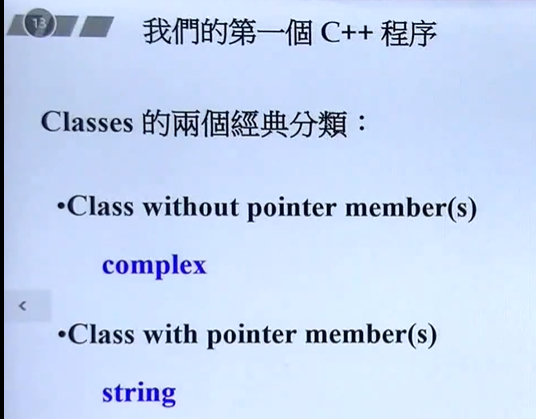 13
我們的第一個 C++ 程序
Classes 的兩個經典分類：
•Class without pointer member(s)
complex
•Class with pointer member(s)
string